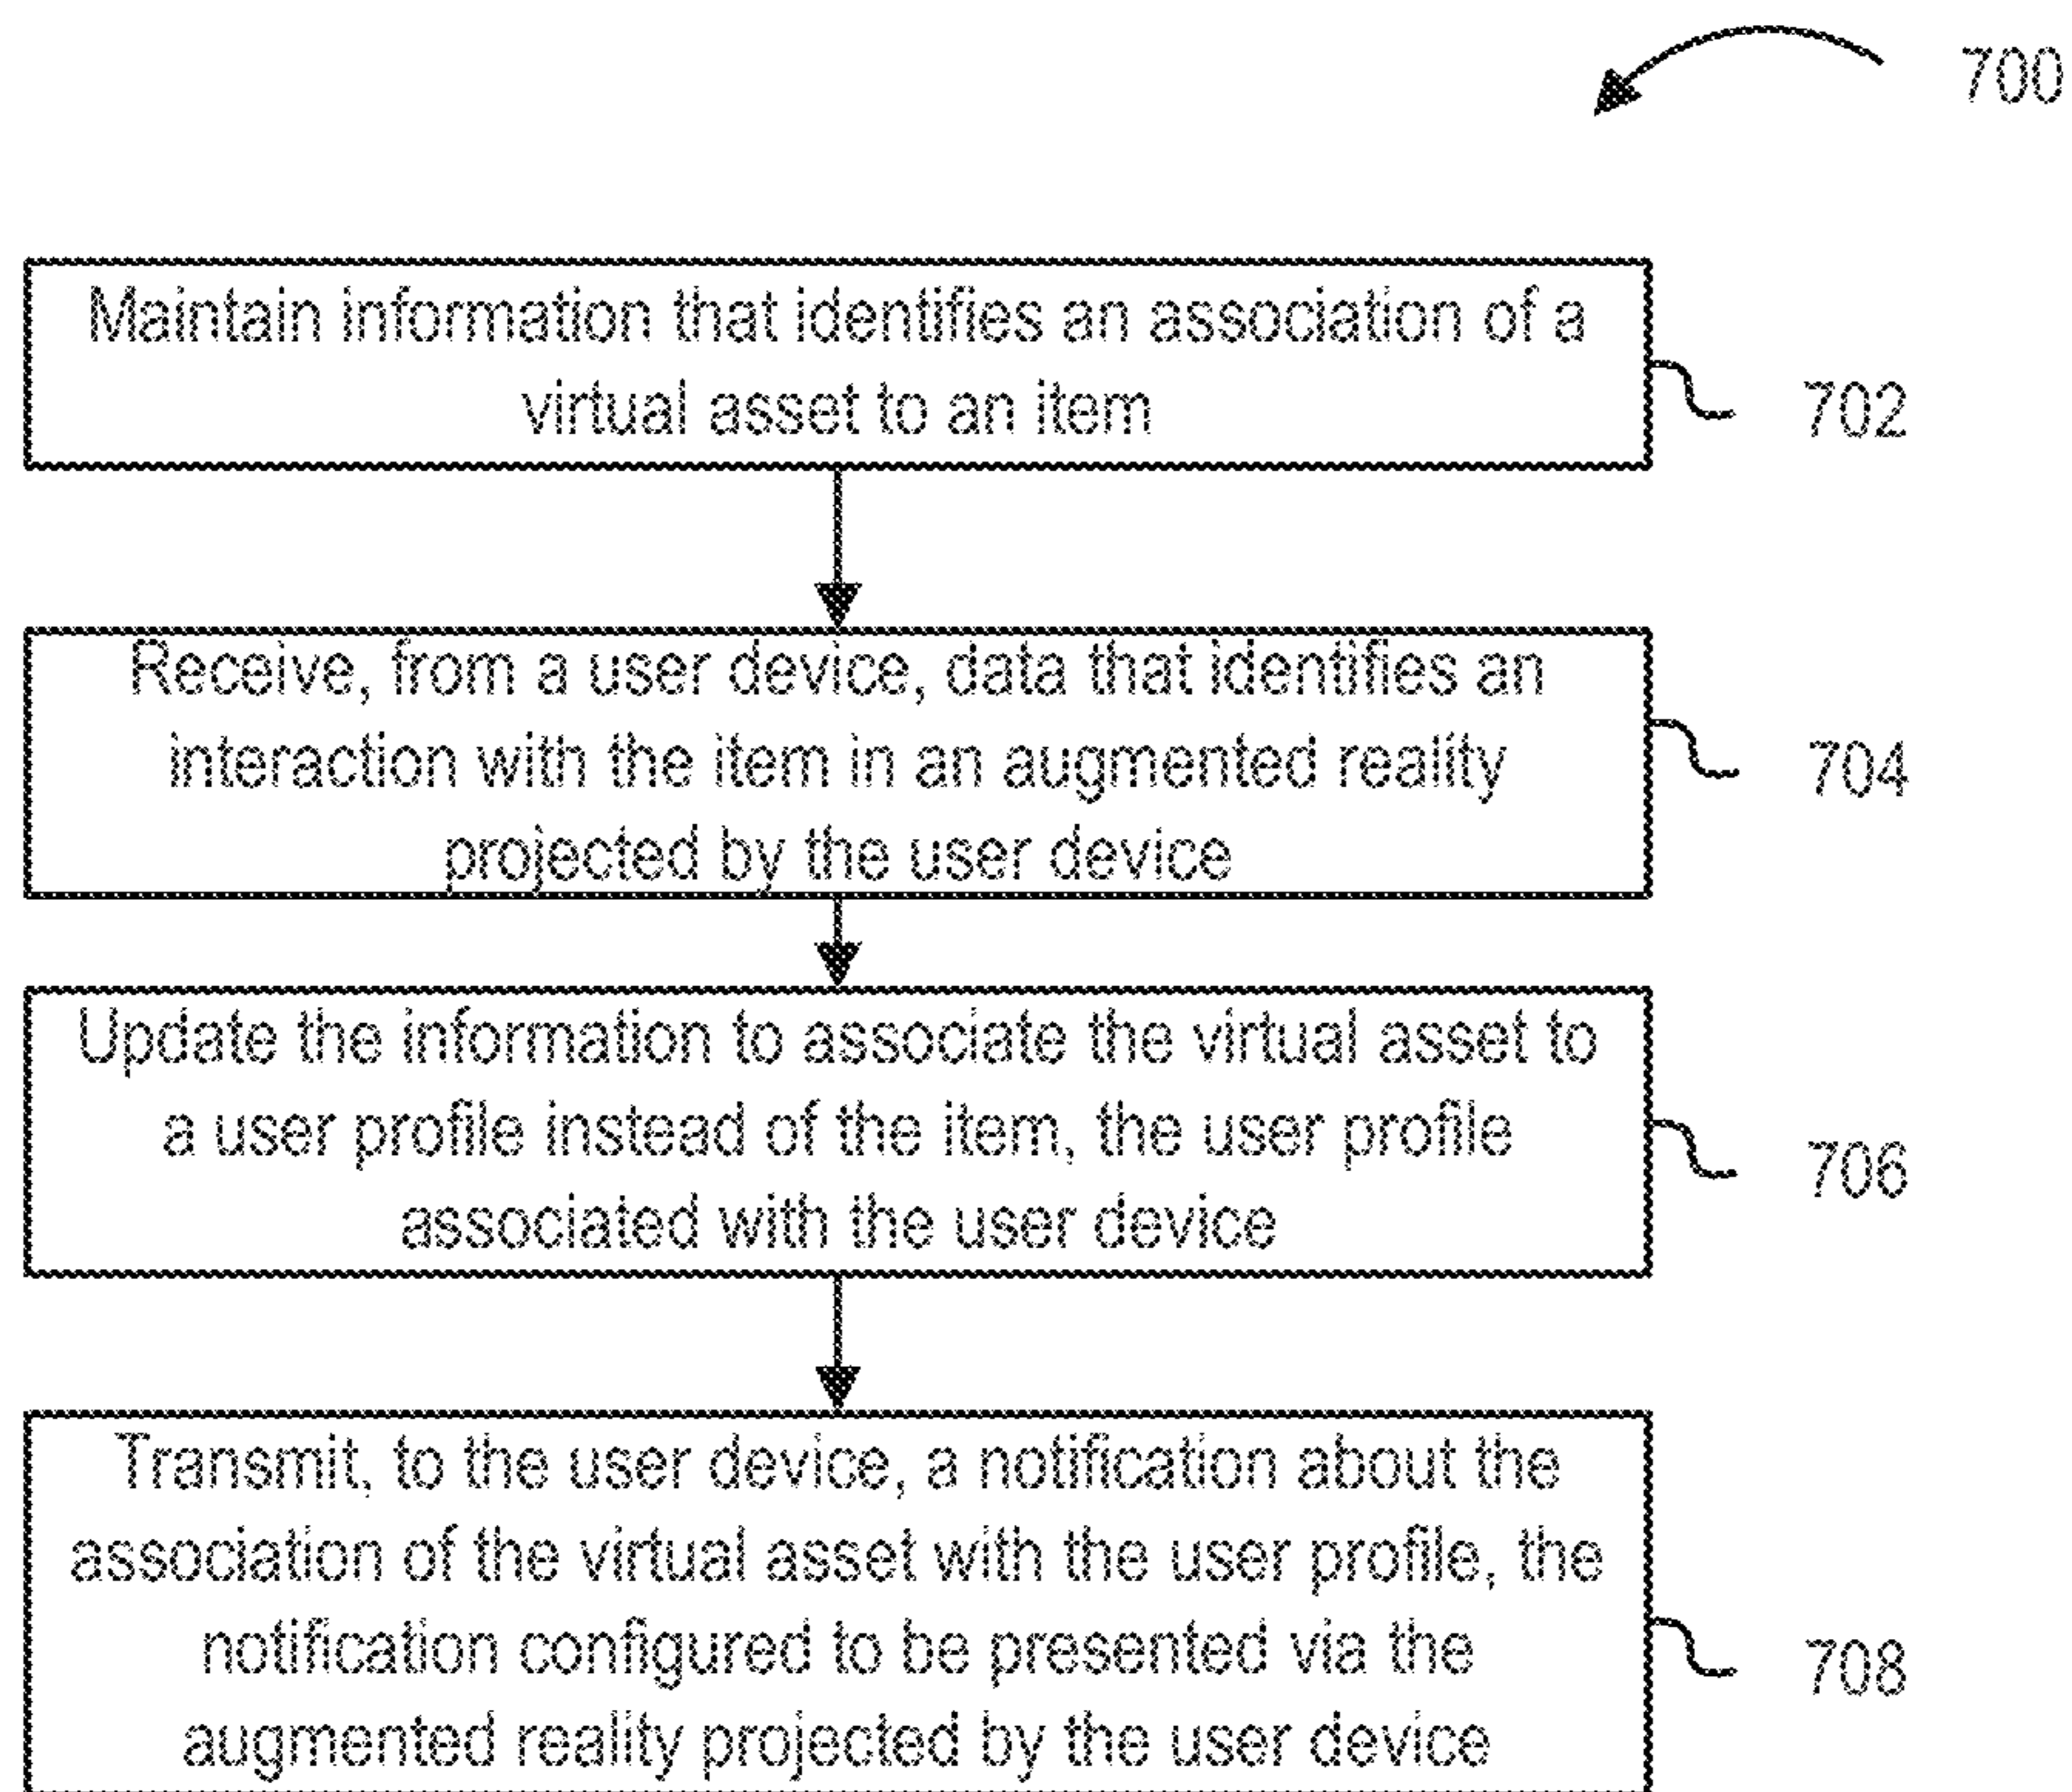 700
Maintain information that identifies an association of a
virtual asset to an item
702
Receive, from a user device, data that identifies an
interaction with the item in an augmented reality
projected by the user device
704
Update the information to associate the virtual asset to
a user profile instead of the item, the user profile
associated with the user device
706
Transmit, to the user device, a notification about the
association of the virtual asset with the user profile, the
notification configured to be presented via the
augmented reality projected by the user device
708